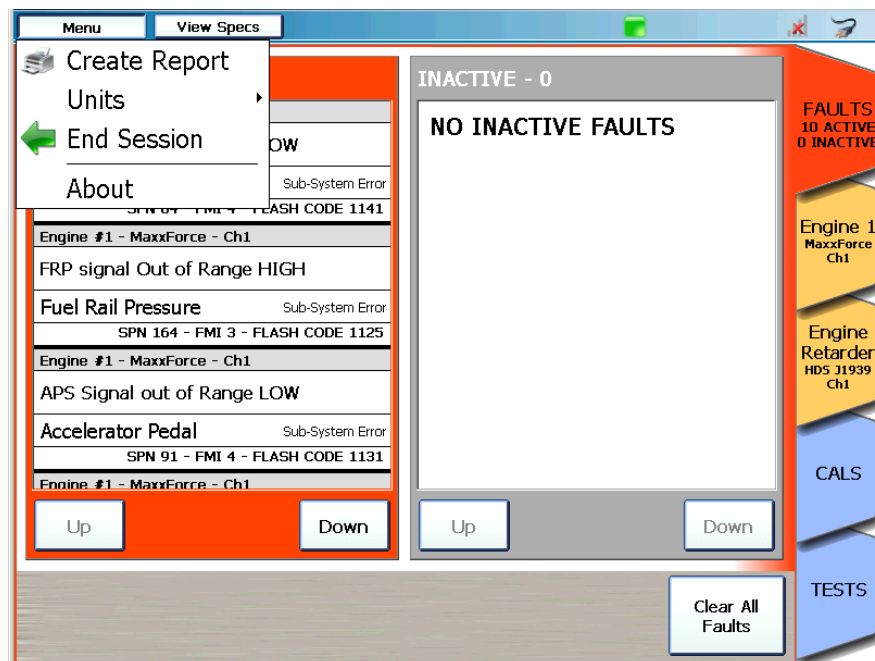 Menu
View Specs
Create Report
Units
End Session
About
OW
Sub-System Error
FLASH CODE 1141
Engine #1 - MaxxForce - Ch1
FRP signal Out of Range HIGH
Fuel Rail Pressure
Sub-System Error
SPN 164 - FMI 3 - FLASH CODE 1125
Engine #1 - MaxxForce - Ch1
APS Signal out of Range LOW
Accelerator Pedal
Sub-System Error
SPN 91 - FMI 4 - FLASH CODE 1131
Engine #1 - MaxxForce - Ch1
Up
Down
INACTIVE - 0
NO INACTIVE FAULTS
Up
Down
Clear All
Faults
FAULTS
10 ACTIVE
0 INACTIVE
Engine 1
MaxxForce
Ch1
Engine
Retarder
HDS J1939
Ch1
CALS
TESTS